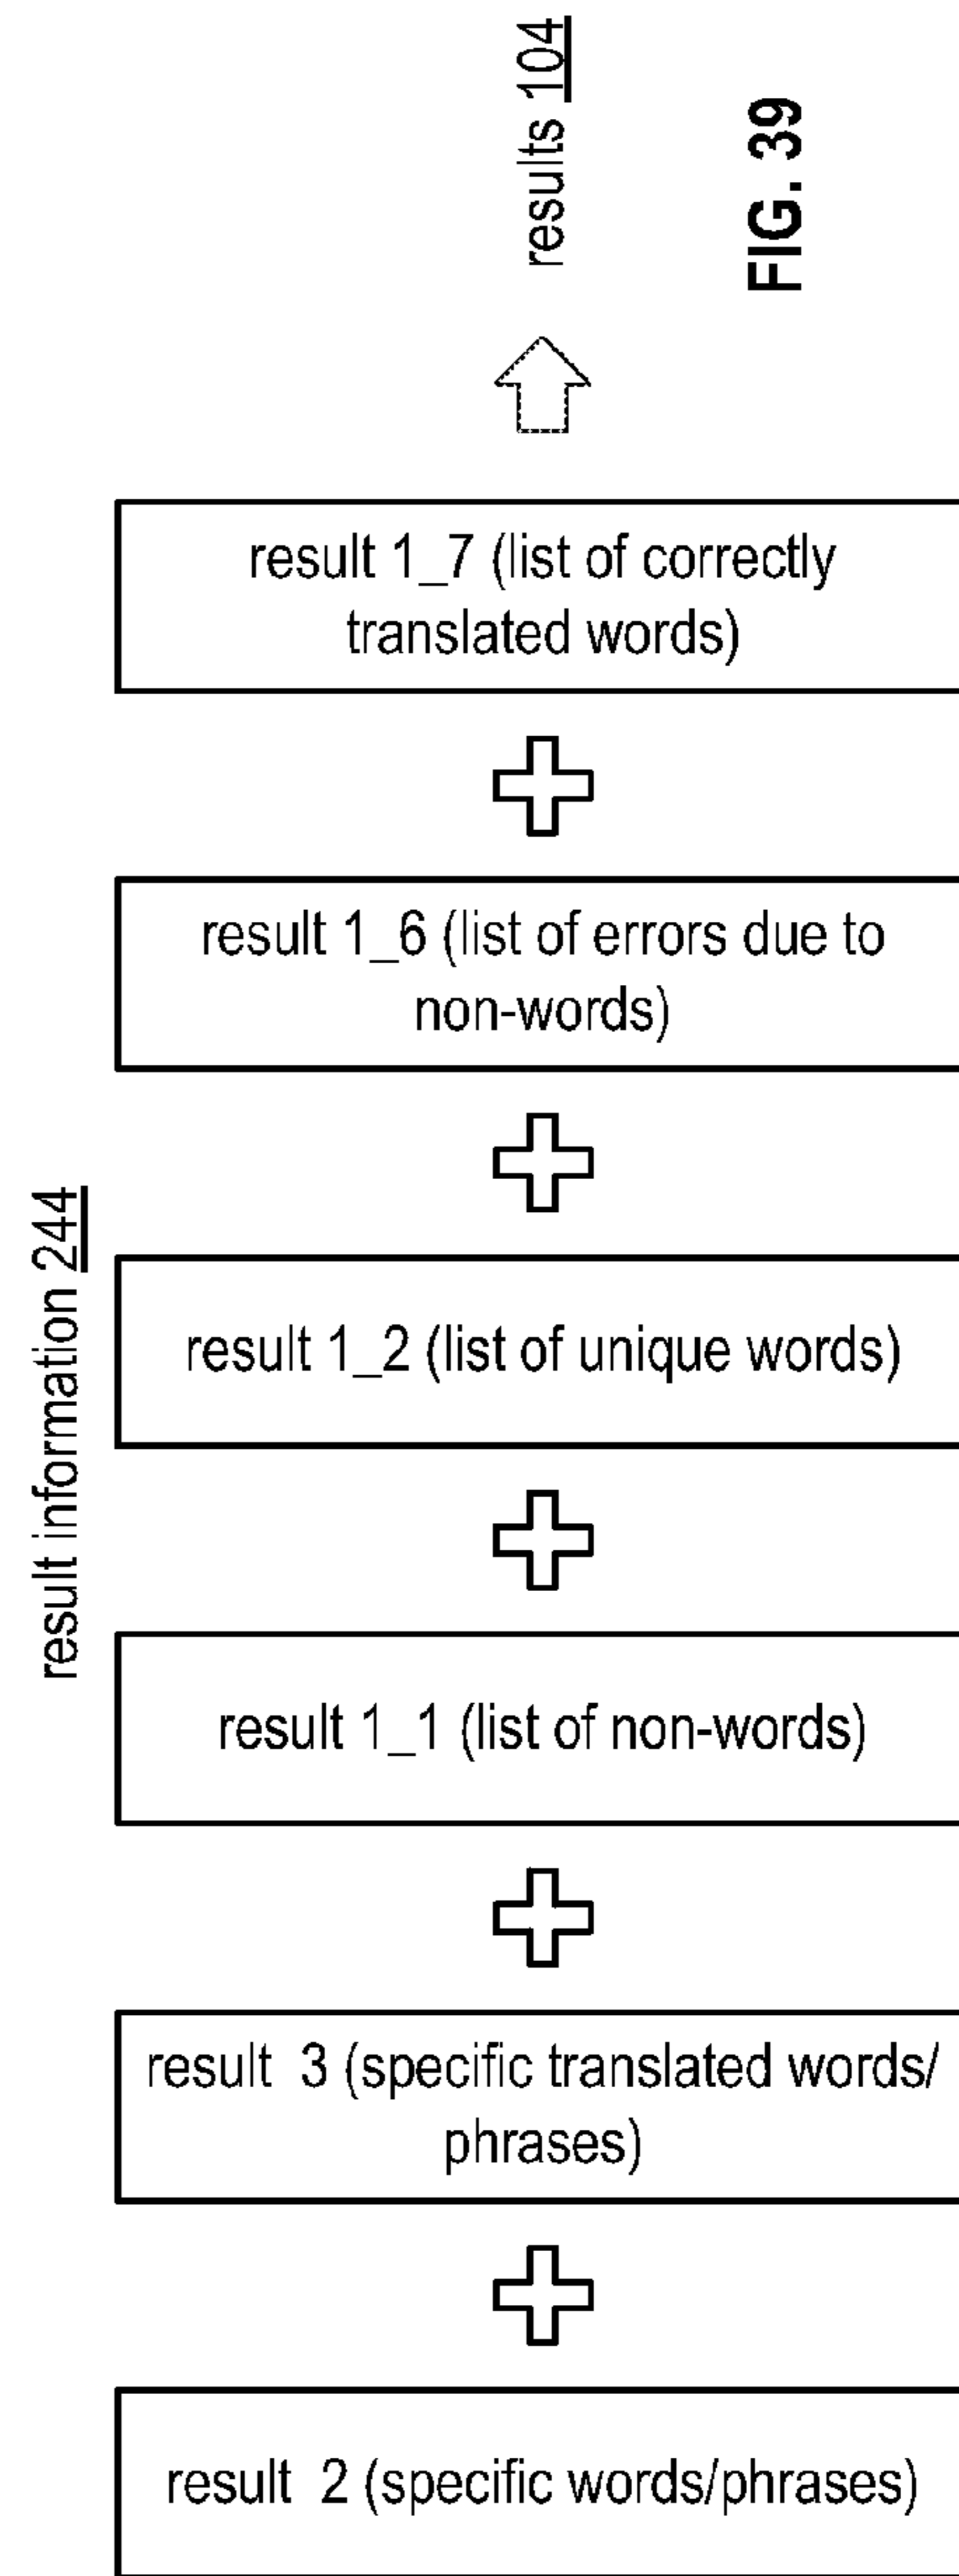 results 104
FIG. 39
result 1_7 (list of correctly
translated words)
result 1_6 (list of errors due to
non-words)
result information 244
result 1_2 (list of unique words)
result 1_1 (list of non-words)
result 3 (specific translated words/
phrases)
result 2 (specific words/phrases)